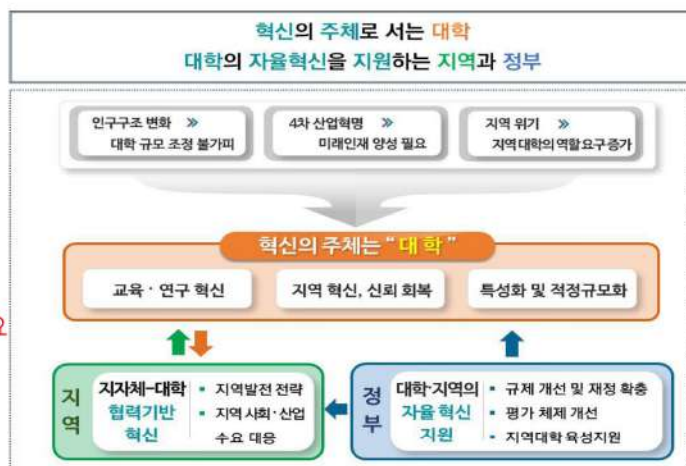 혁신의 주체로 서는 대학
대학의 자율혁신을 지원하는 지역과 정부
인구구조 변화 »
대학 규모 조정 불가피
4차 산업혁명 »
미래인재 양성 필요
지역 위기 »
지역 대학의 역할 요구 증가
혁신의 주체는 "대학"
교육 · 연구 혁신
지역 혁신, 신뢰 회복
특성화 및 적정규모화
지역
지자체-대학
협력기반
혁신
▪ 지역발전 전략
▪ 지역 사회·산업
수요 대응
정부
대학·지역의
자율 혁신
지원
▪ 규제 개선 및 재정 확충
▪ 평가 체제 개선
▪ 지역대학 육성지원